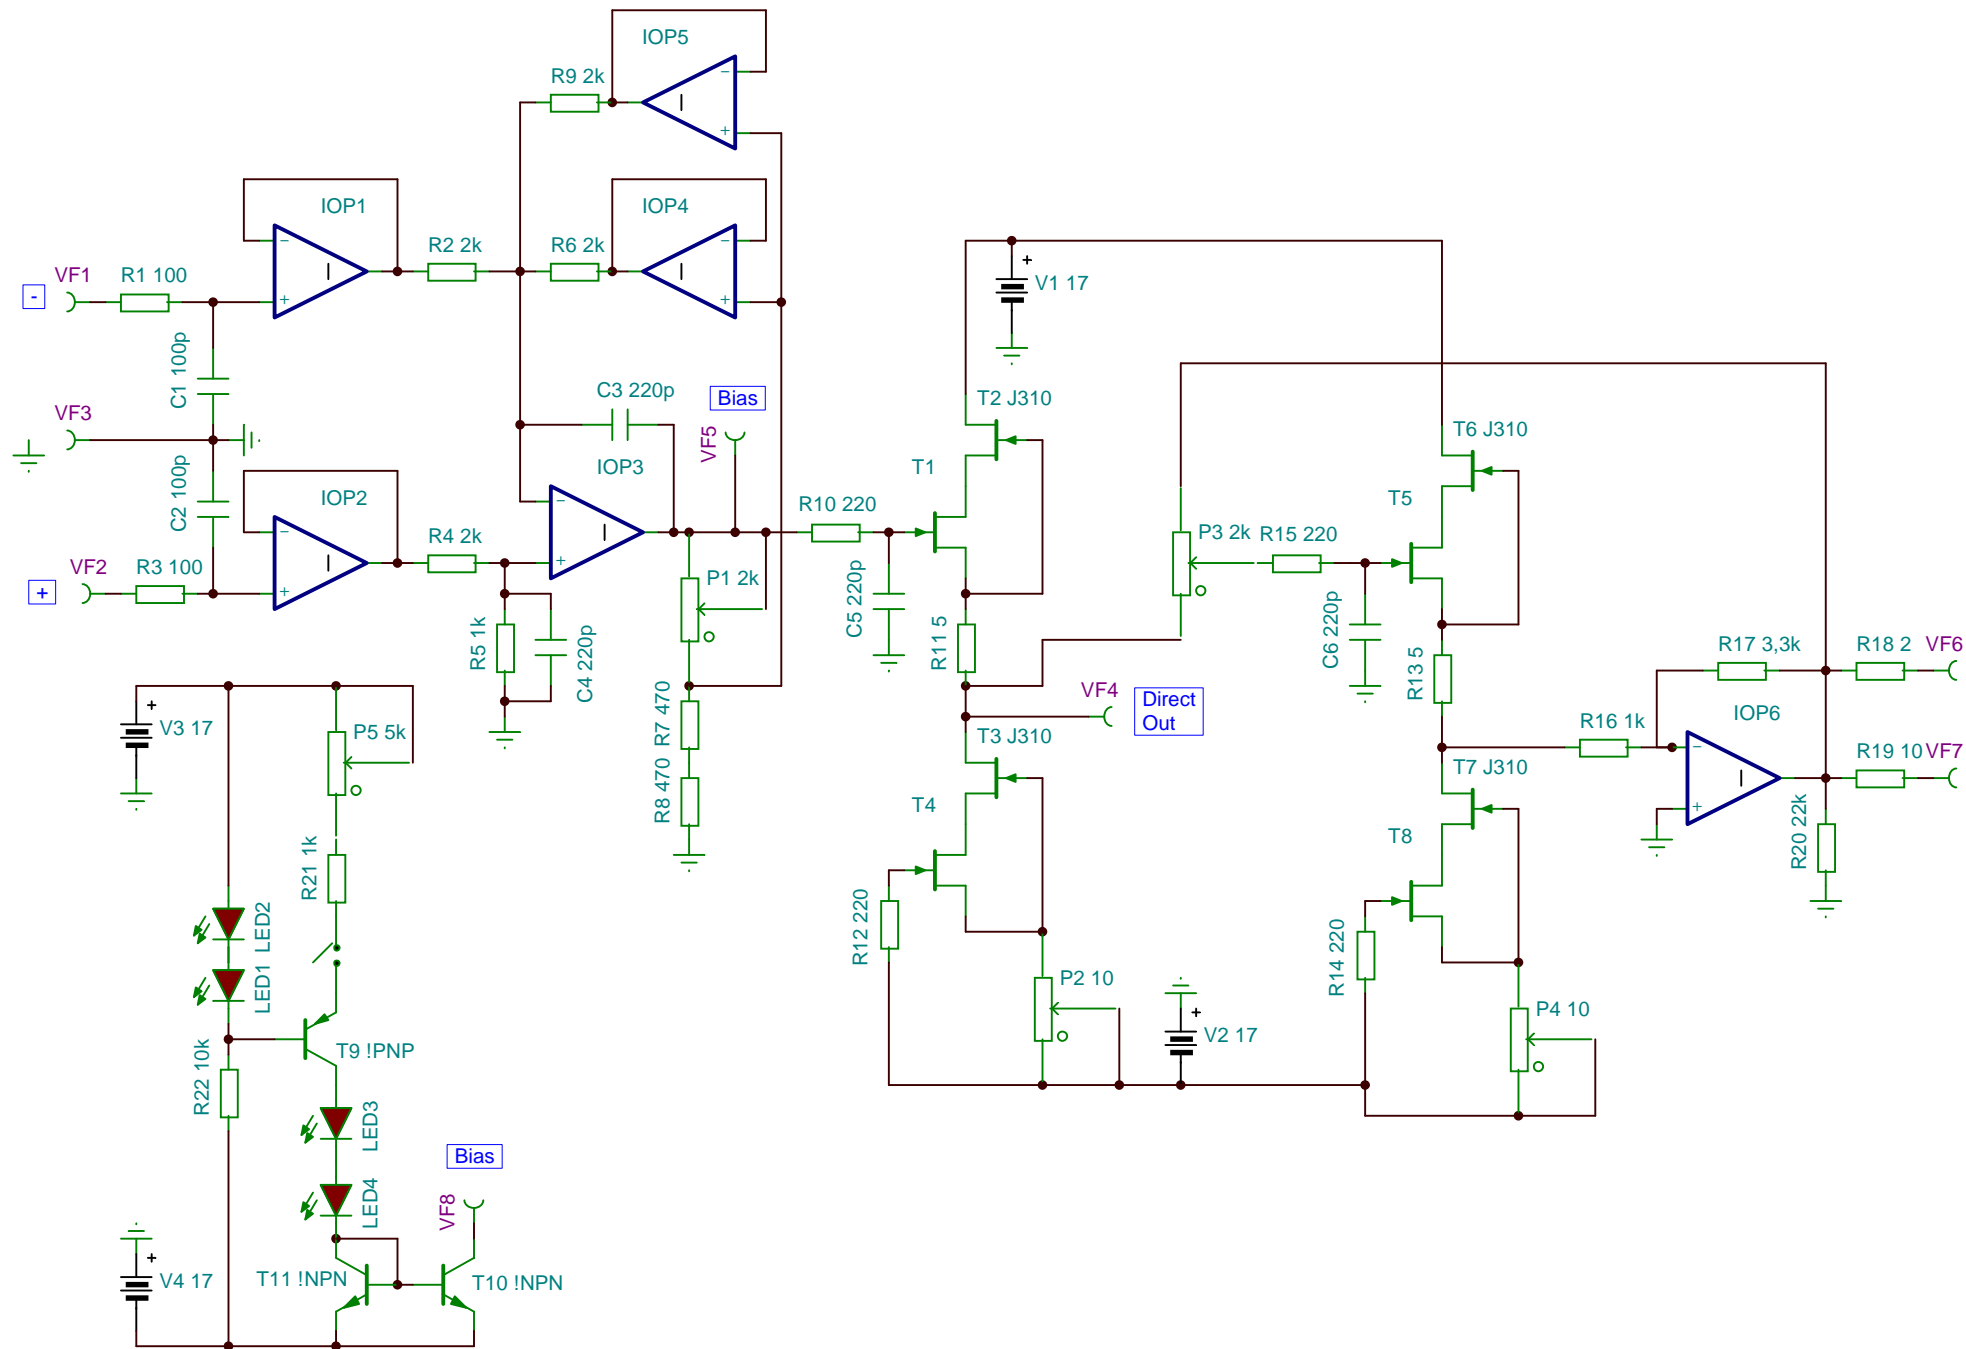 IOP5
R9 2k
IOP1
IOP4
R2 2k
R6 2k
VF1
R1 100
-
V1 17
C1 100p
C3 220p
Bias
T2 J310
VF3
VF5
T6 J310
IOP3
T1
C2 100p
IOP2
T5
R10 220
R4 2k
P3 2k
R15 220
VF2
R3 100
P1 2k
+
C5 220p
C6 220p
R5 1k
C4 220p
R11 5
R17 3,3k
R18 2
VF6
R13 5
VF4
Direct
Out
IOP6
V3 17
P5 5k
R7 470
T3 J310
R16 1k
R19 10
VF7
T7 J310
R8 470
T4
R20 22k
T8
R21 1k
R12 220
LED2
R14 220
LED1
P2 10
P4 10
V2 17
T9 !PNP
R22 10k
LED3
Bias
LED4
VF8
V4 17
T11 !NPN
T10 !NPN